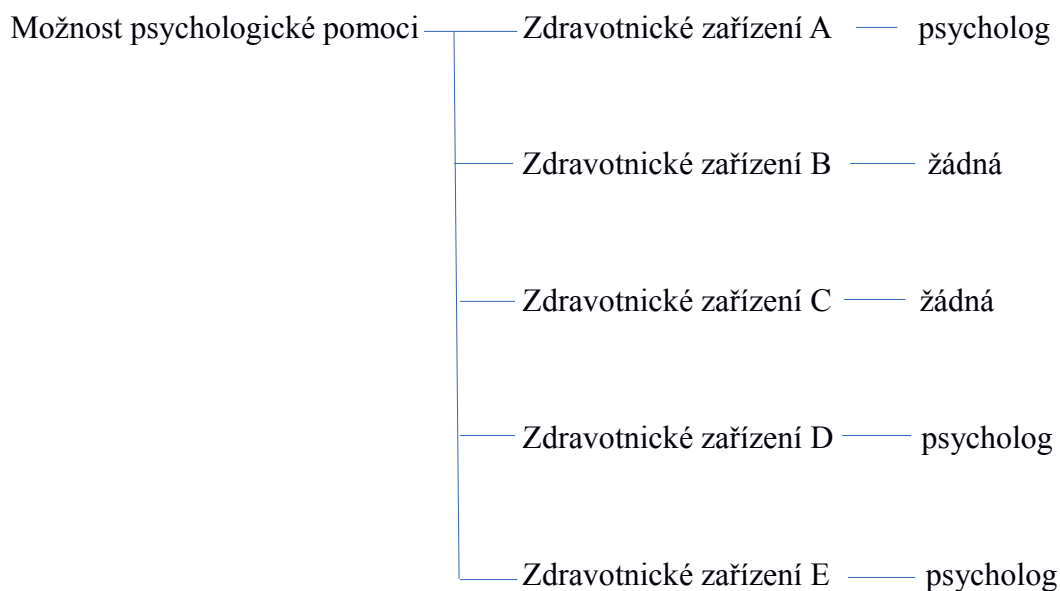 Možnost psychologické pomoci Zdravotnické zařízení A psycholog
Zdravotnické zařízení B žádná
Zdravotnické zařízení C žádná
Zdravotnické zařízení D psycholog
Zdravotnické zařízení E psycholog